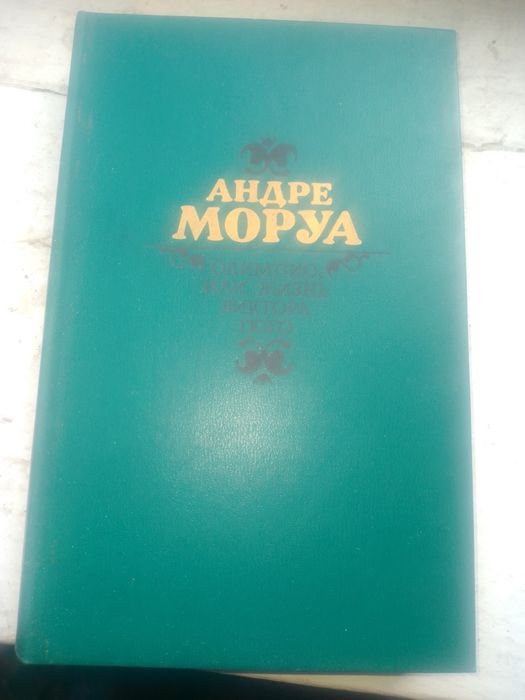 АНДРЕ
МОРУА
ОЛИМПИО,
ИЛИ ЖИЗНЬ
ВИКТОРА
ГЮГО